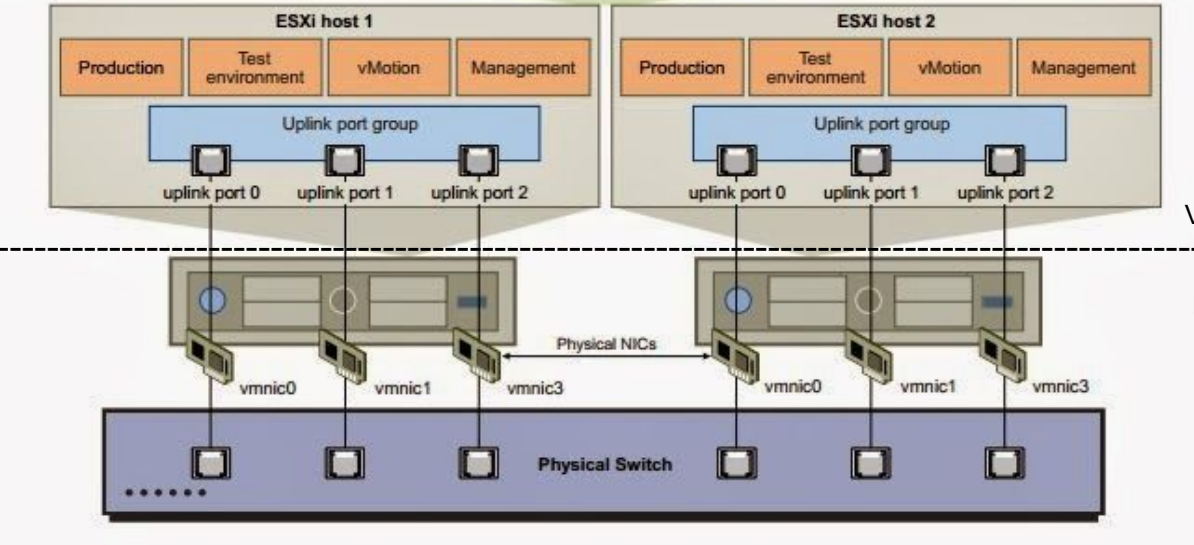 ESXi host 1
Production
Test
environment
vMotion
Management
Uplink port group
uplink port 0
uplink port 1
uplink port 2
ESXi host 2
Production
Test
environment
vMotion
Management
Uplink port group
uplink port 0
uplink port 1
uplink port 2
V
Physical NICs
vmnic0
vmnic1
vmnic3
vmnic0
vmnic1
vmnic3
Physical Switch